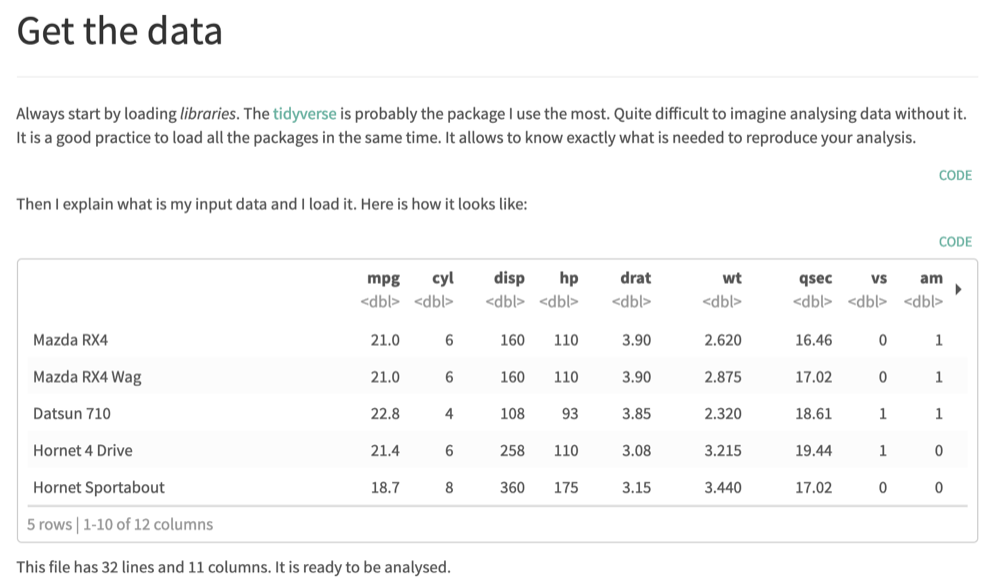 Get the data
Always start by loading libraries. The tidyverse is probably the package I use the most. Quite difficult to imagine analysing data without it.
It is a good practice to load all the packages in the same time. It allows to know exactly what is needed to reproduce your analysis.
CODE
Then I explain what is my input data and I load it. Here is how it looks like:
CODE
mpg cyl disp hp drat wt qsec vs am
<dbl> <dbl> <dbl> <dbl> <dbl> <dbl> <dbl> <dbl> <dbl>
Mazda RX4 21.0 6 160 110 3.90 2.620 16.46 0 1
Mazda RX4 Wag 21.0 6 160 110 3.90 2.875 17.02 0 1
Datsun 710 22.8 4 108 93 3.85 2.320 18.61 1 1
Hornet 4 Drive 21.4 6 258 110 3.08 3.215 19.44 1 0
Hornet Sportabout 18.7 8 360 175 3.15 3.440 17.02 0 0
5 rows | 1-10 of 12 columns
This file has 32 lines and 11 columns. It is ready to be analysed.